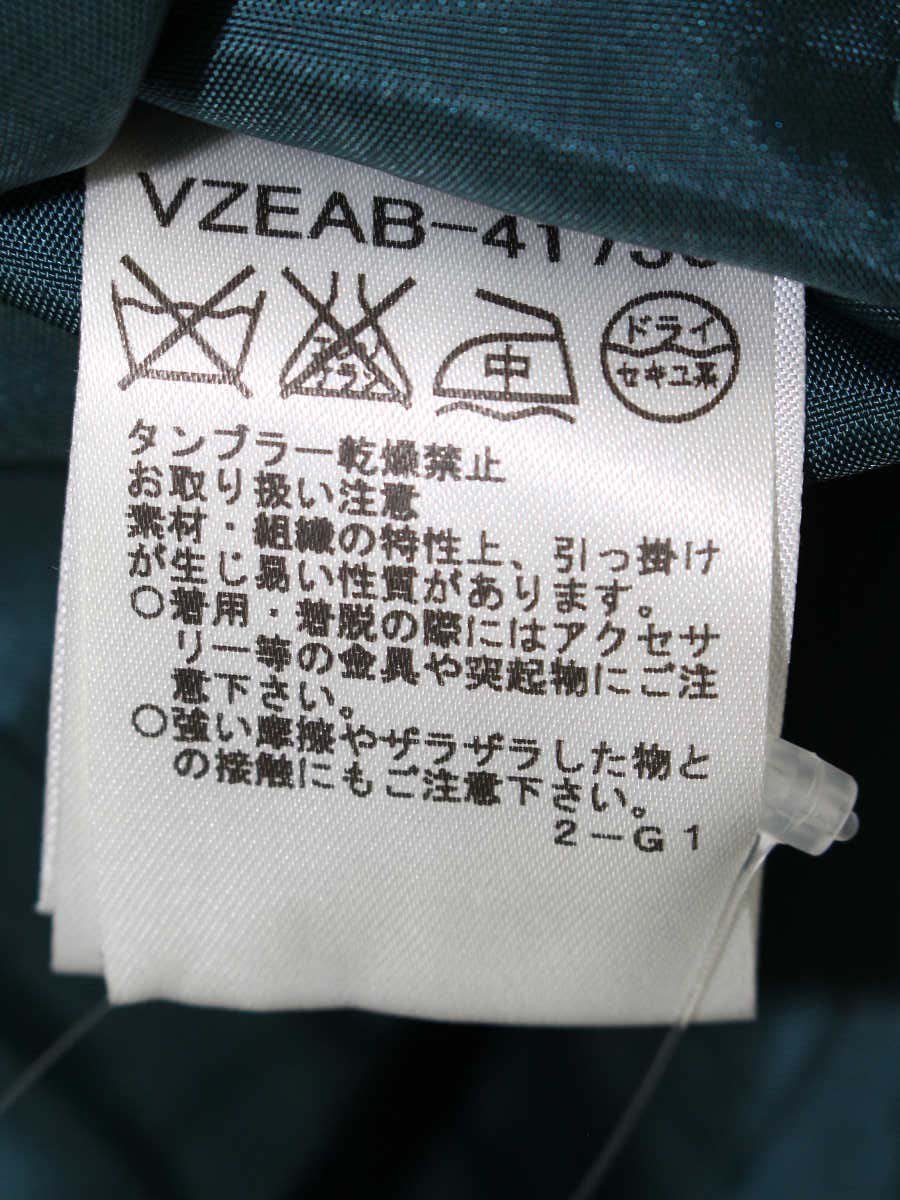 VZEAB-417
中
ドライ
セキユ系
タンブラー乾燥禁止
お取り扱い注意
素材・組織の特性上、引っ掛け
が生じ易い性質があります。
○着用・着脱の際にはアクセサ
リー等の金具や突起物にご注
意下さい。
○強い摩擦やザラザラした物と
の接触にもご注意下さい。
2-G1